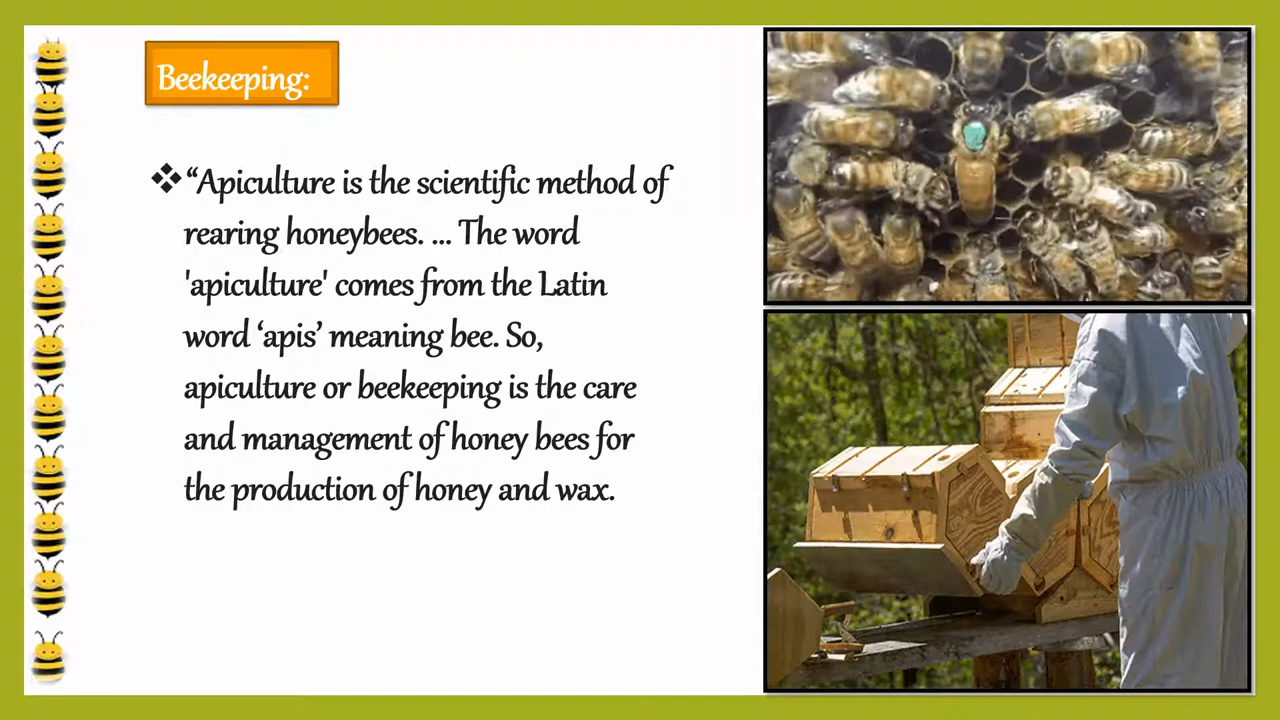 Beekeeping:
❖“Apiculture is the scientific method of
rearing honeybees. ... The word
'apiculture' comes from the Latin
word ‘apis’ meaning bee. So,
apiculture or beekeeping is the care
and management of honey bees for
the production of honey and wax.